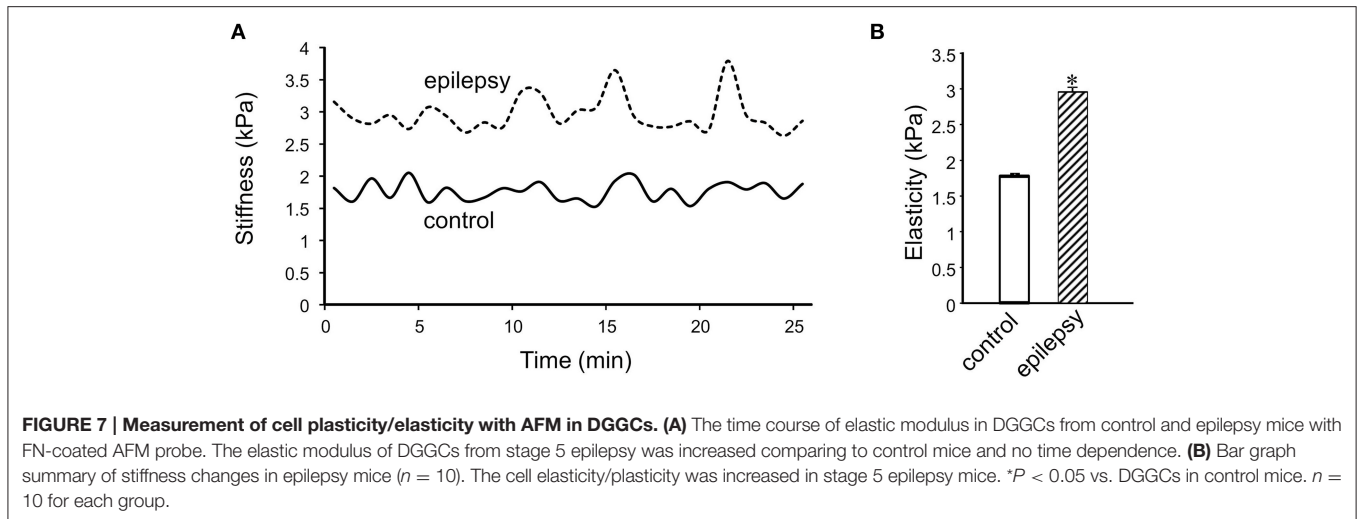 A
Stiffness (kPa)
4
3.5
3
2.5
2
1.5
1
0.5
0
epilepsy
control
0 5 10 15 20 25
Time (min)
B
Elasticity (kPa)
3.5
3
2.5
2
1.5
1
0.5
0
*
control
epilepsy
FIGURE 7 | Measurement of cell plasticity/elasticity with AFM in DGGCs. (A) The time course of elastic modulus in DGGCs from control and epilepsy mice with
FN-coated AFM probe. The elastic modulus of DGGCs from stage 5 epilepsy was increased comparing to control mice and no time dependence. (B) Bar graph
summary of stiffness changes in epilepsy mice (n = 10). The cell elasticity/plasticity was increased in stage 5 epilepsy mice. *P < 0.05 vs. DGGCs in control mice. n =
10 for each group.